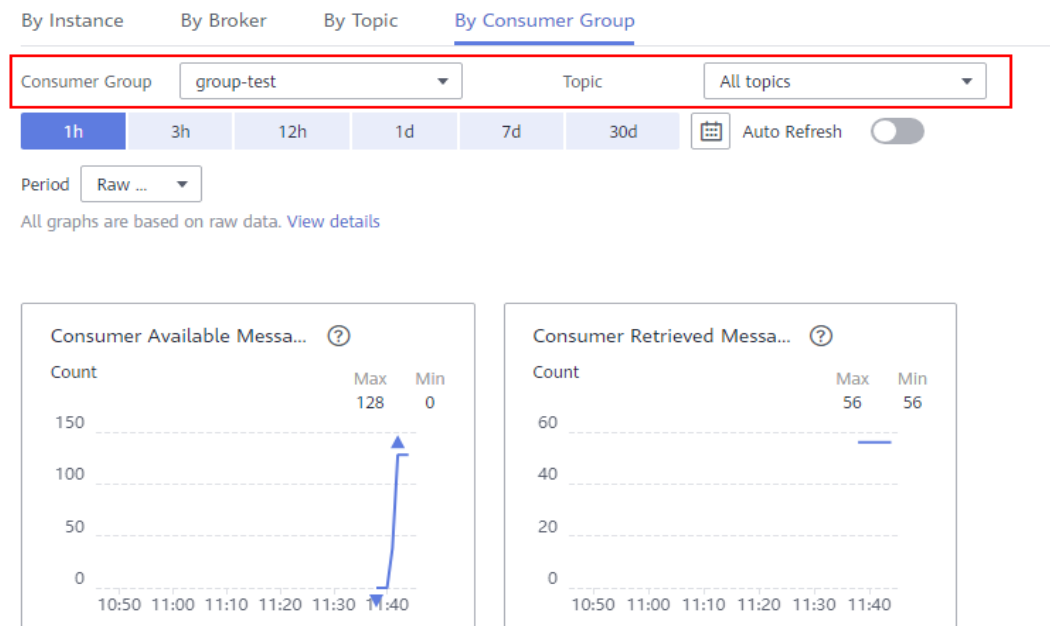 By Instance By Broker By Topic By Consumer Group
Consumer Group group-test Topic All topics
1h 3h 12h 1d 7d 30d Auto Refresh
Period Raw ...
All graphs are based on raw data. View details
Consumer Available Messa... ?
Count
Max Min
128 0
150
100
50
0
10:50 11:00 11:10 11:20 11:30 11:40
Consumer Retrieved Messa... ?
Count
Max Min
56 56
60
40
20
0
10:50 11:00 11:10 11:20 11:30 11:40